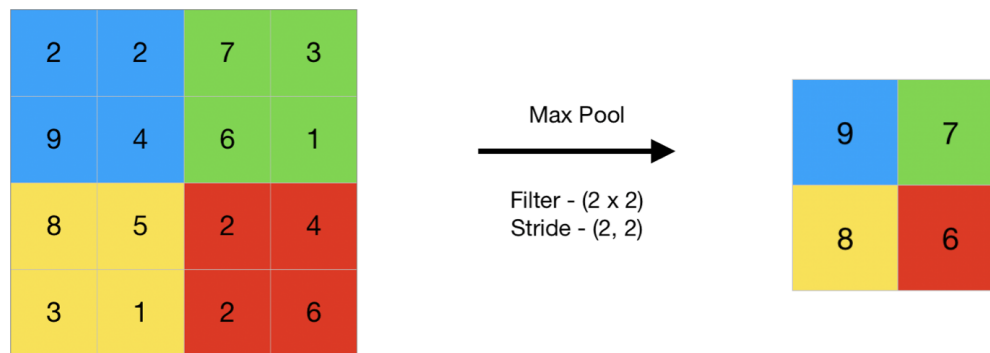 2 2 7 3
9 4 6 1
8 5 2 4
3 1 2 6
Max Pool
Filter - (2 x 2)
Stride - (2, 2)
9 7
8 6